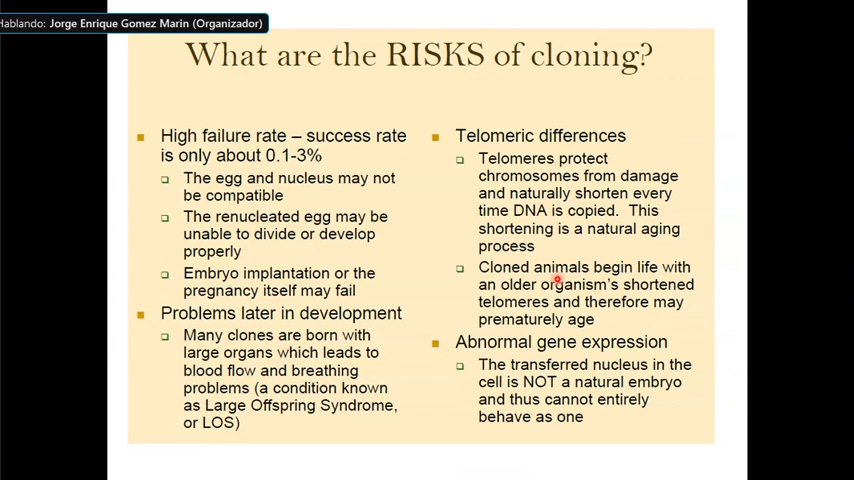 Hablando: Jorge Enrique Gomez Marin (Organizador)
What are the RISKS of cloning?
High failure rate – success rate
is only about 0.1-3%
The egg and nucleus may not
be compatible
The renucleated egg may be
unable to divide or develop
properly
Embryo implantation or the
pregnancy itself may fail
Problems later in development
Many clones are born with
large organs which leads to
blood flow and breathing
problems (a condition known
as Large Offspring Syndrome,
or LOS)
Telomeric differences
Telomeres protect
chromosomes from damage
and naturally shorten every
time DNA is copied. This
shortening is a natural aging
process
Cloned animals begin life with
an older organism's shortened
telomeres and therefore may
prematurely age
Abnormal gene expression
The transferred nucleus in the
cell is NOT a natural embryo
and thus cannot entirely
behave as one